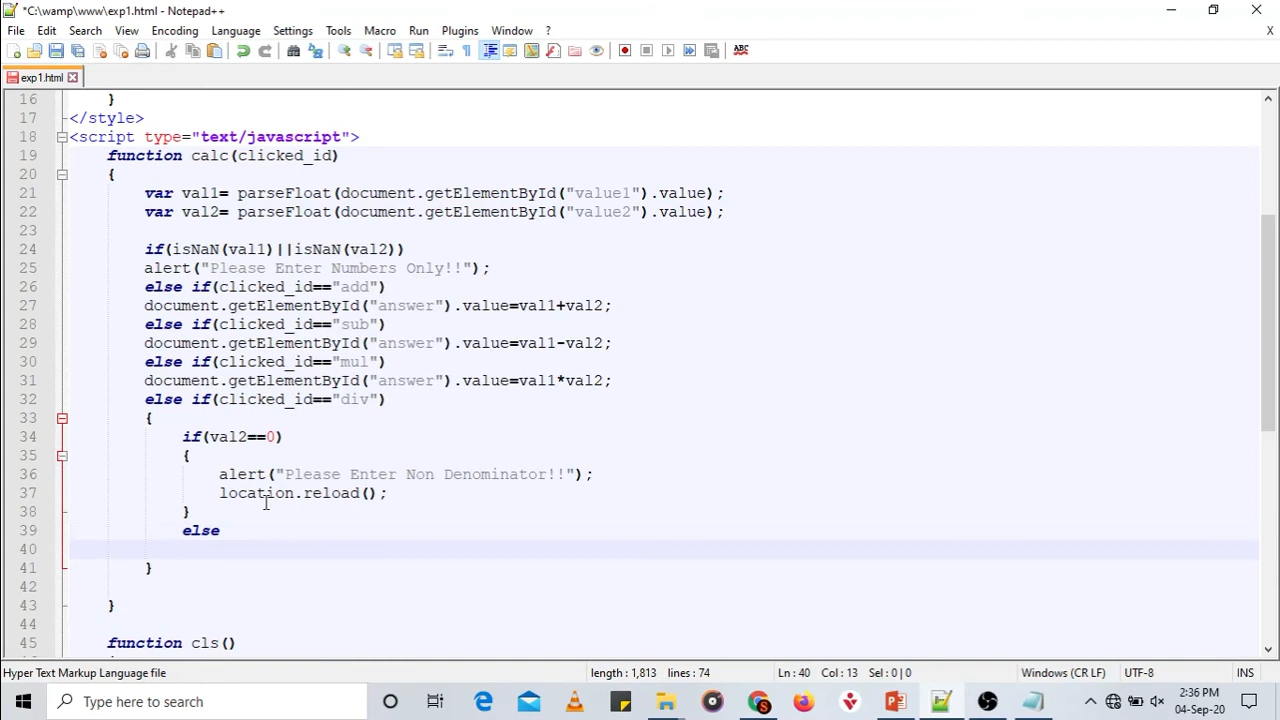 *C:\wamp\www\exp1.html - Notepad++
File Edit Search View Encoding Language Settings Tools Macro Run Plugins Window ? X
exp1.html
16 }
17 </style>
18 <script type="text/javascript">
19 function calc(clicked_id)
20 {
21 var val1= parseFloat(document.getElementById("value1").value);
22 var val2= parseFloat(document.getElementById("value2").value);
23
24 if(isNaN(val1)||isNaN(val2))
25 alert("Please Enter Numbers Only!!");
26 else if(clicked_id=="add")
27 document.getElementById("answer").value=val1+val2;
28 else if(clicked_id=="sub")
29 document.getElementById("answer").value=val1-val2;
30 else if(clicked_id=="mul")
31 document.getElementById("answer").value=val1*val2;
32 else if(clicked_id=="div")
33 {
34 if(val2==0)
35 {
36 alert("Please Enter Non Denominator!!");
37 location.reload();
38 }
39 else
40
41 }
42
43 }
44
45 function cls()
Hyper Text Markup Language file length : 1,813 lines : 74 Ln : 40 Col : 13 Sel : 0 | 0 Windows (CR LF) UTF-8 INS
Type here to search
2:36 PM
04-Sep-20